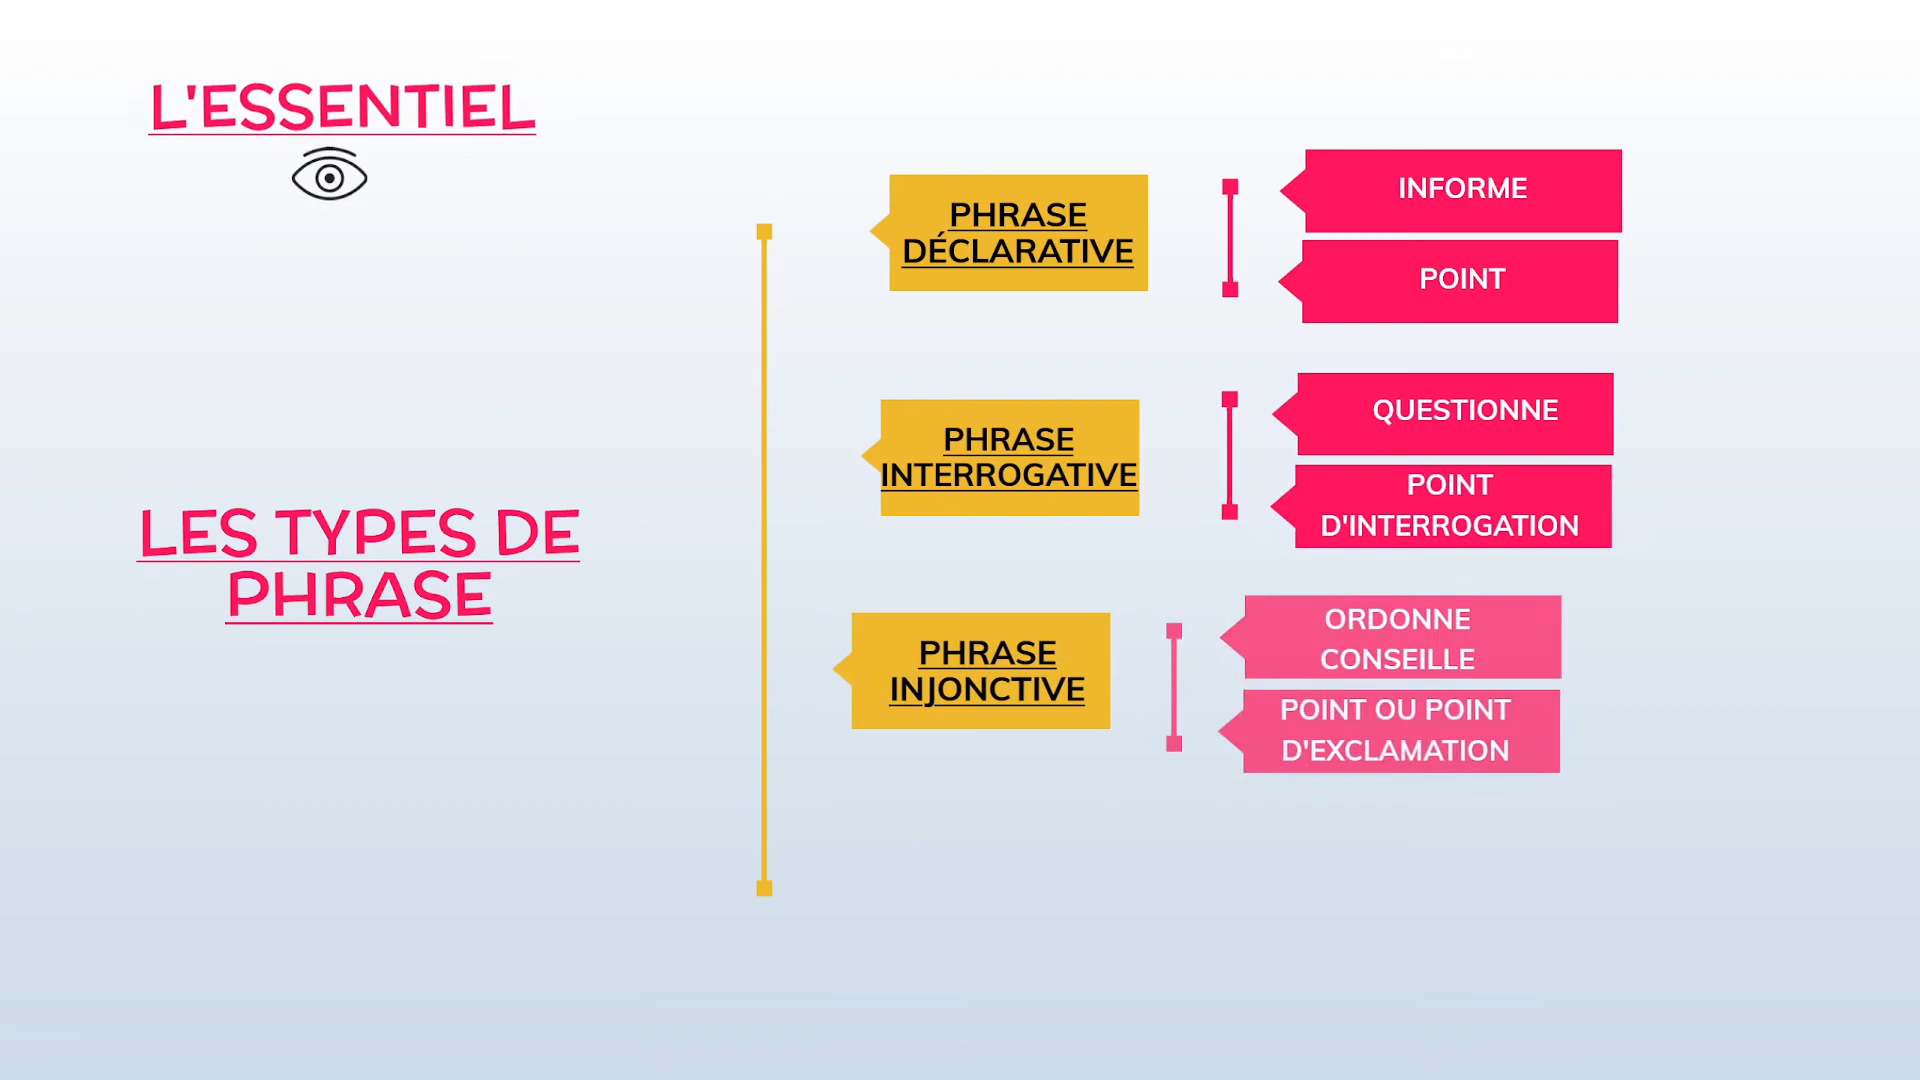 L'ESSENTIEL
LES TYPES DE
PHRASE
PHRASE
DÉCLARATIVE
INFORME
POINT
PHRASE
INTERROGATIVE
QUESTIONNE
POINT
D'INTERROGATION
PHRASE
INJONCTIVE
ORDONNE
CONSEILLE
POINT OU POINT
D'EXCLAMATION